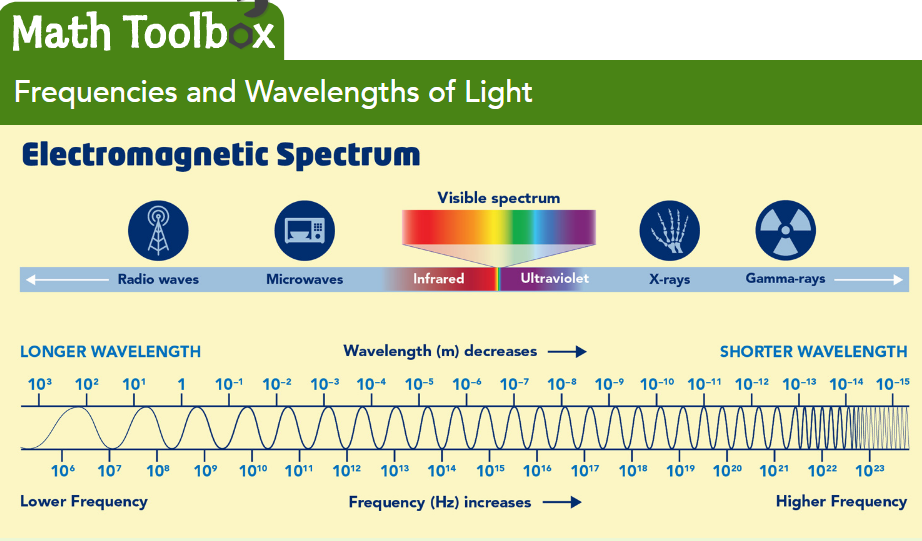 Math Toolbox
Frequencies and Wavelengths of Light
Electromagnetic Spectrum
Visible spectrum
Radio waves Microwaves Infrared Ultraviolet X-rays Gamma-rays
LONGER WAVELENGTH Wavelength (m) decreases → SHORTER WAVELENGTH
10³ 10² 10¹ 1 10⁻¹ 10⁻² 10⁻³ 10⁻⁴ 10⁻⁵ 10⁻⁶ 10⁻⁷ 10⁻⁸ 10⁻⁹ 10⁻¹⁰ 10⁻¹¹ 10⁻¹² 10⁻¹³ 10⁻¹⁴ 10⁻¹⁵
10⁶ 10⁷ 10⁸ 10⁹ 10¹⁰ 10¹¹ 10¹² 10¹³ 10¹⁴ 10¹⁵ 10¹⁶ 10¹⁷ 10¹⁸ 10¹⁹ 10²⁰ 10²¹ 10²² 10²³
Lower Frequency Frequency (Hz) increases → Higher Frequency